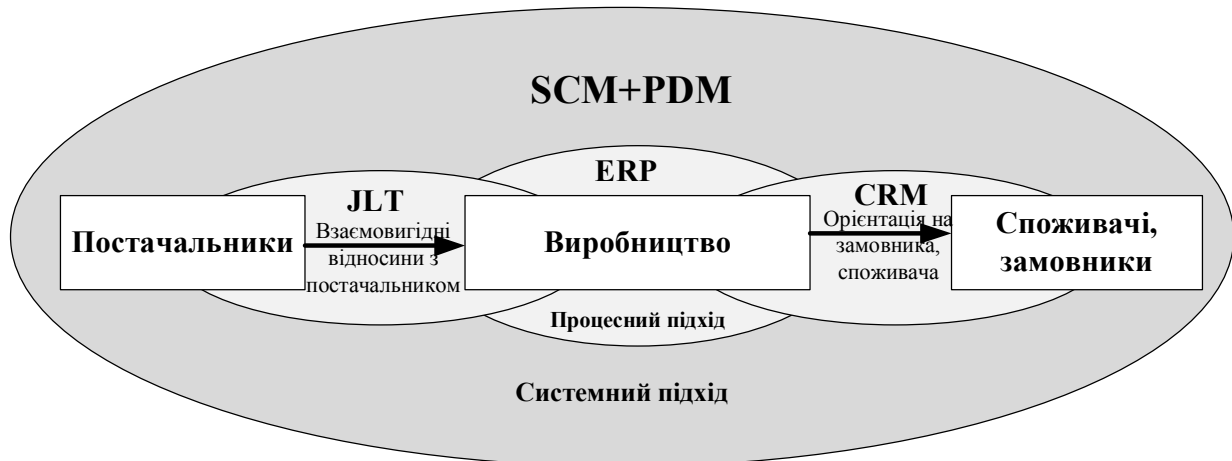 SCM+PDM
ERP
JLT
CRM
Постачальники
Взаємовигідні
відносини з
постачальником
Виробництво
Орієнтація на
замовника,
споживача
Споживачі,
замовники
Процесний підхід
Системний підхід